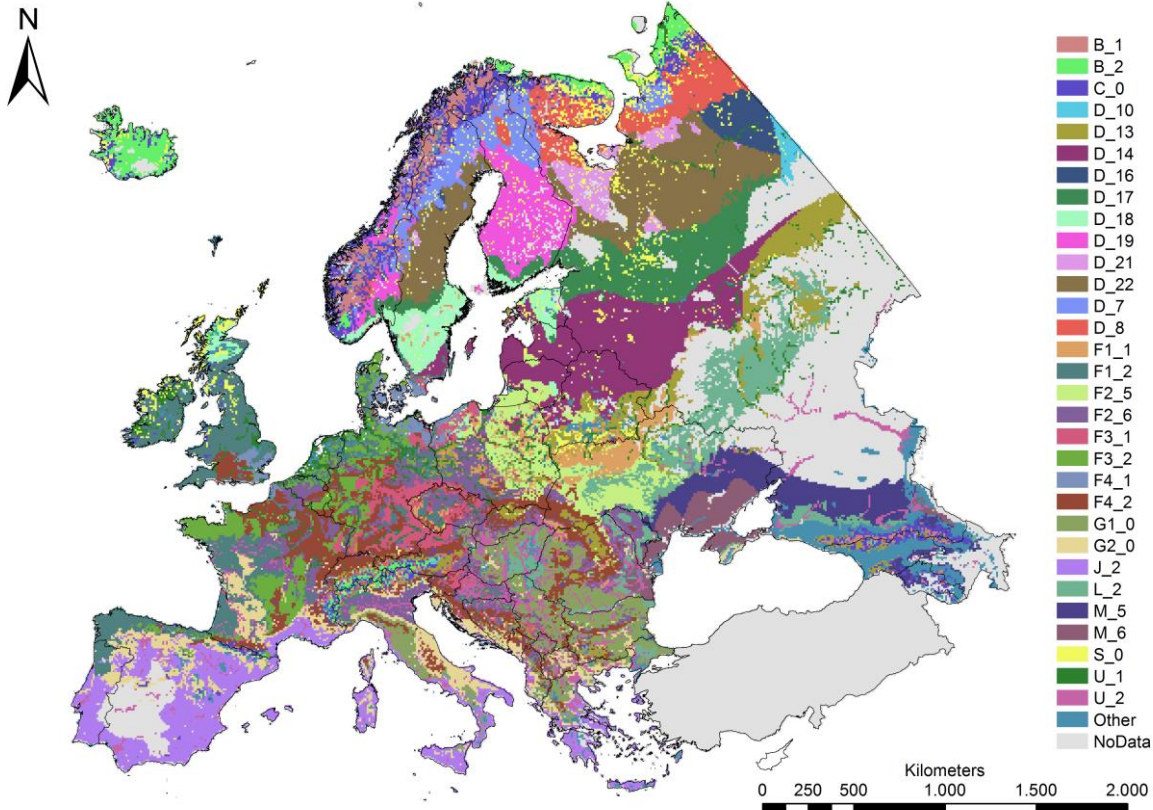 N
B_1
B_2
C_0
D_10
D_13
D_14
D_16
D_17
D_18
D_19
D_21
D_22
D_7
D_8
F1_1
F1_2
F2_5
F2_6
F3_1
F3_2
F4_1
F4_2
G1_0
G2_0
J_2
L_2
M_5
M_6
S_0
U_1
U_2
Other
NoData
Kilometers
0 250 500 1.000 1.500 2.000